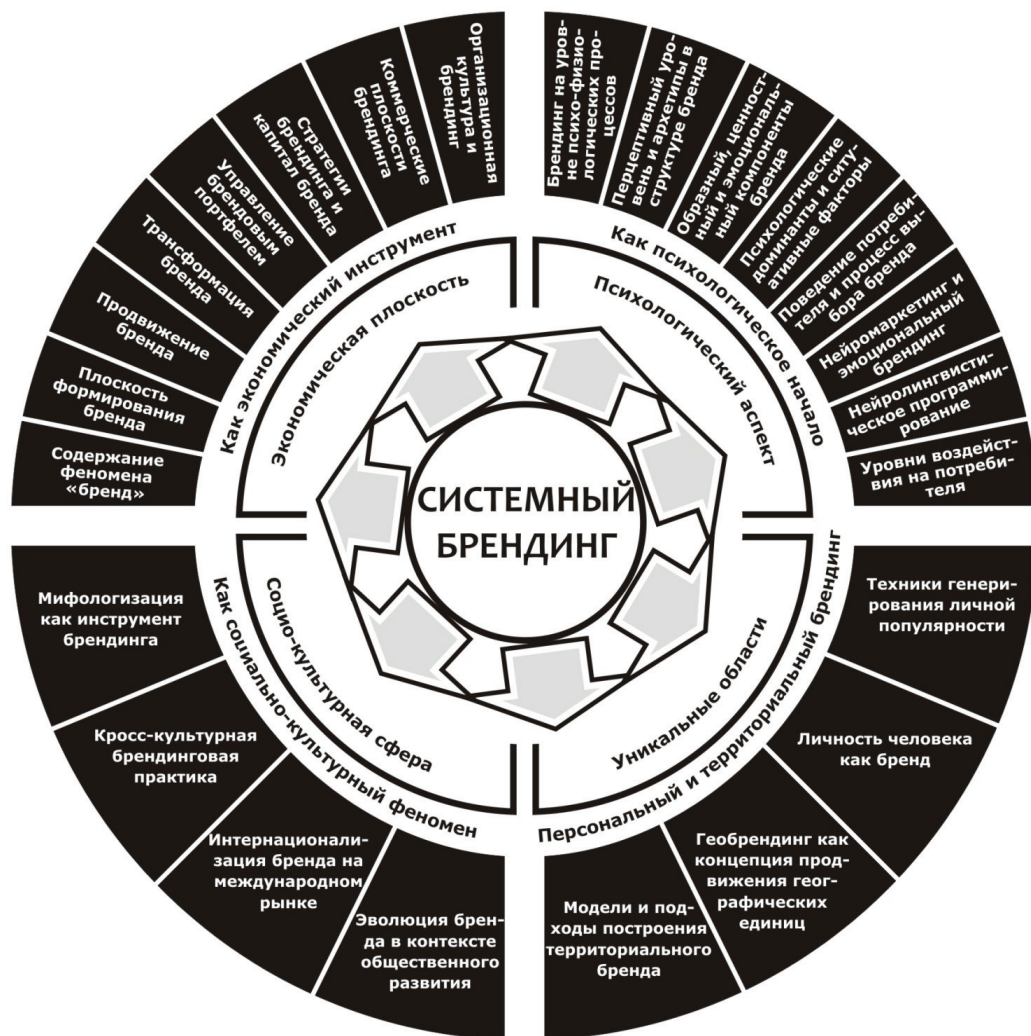 СИСТЕМНЫЙ
БРЕНДИНГ
Экономическая плоскость
Как экономический инструмент
Содержание
феномена
«бренд»
Плоскость
формирования
бренда
Продвижение
бренда
Трансформация
бренда
Управление
брендовым
портфелем
Стратегии
брендинга и
капитал бренда
Коммерческие
плоскости
брендинга
Организационная
культура и
брендинг
Психологический аспект
Как психологическое начало
Брендинг на уров-
не психо-физио-
логических про-
цессов
Перцептивный уро-
вень и архетипы в
структуре бренда
Образный, ценност-
ный и эмоциональ-
ный компоненты
бренда
Психологические
доминанты и ситу-
ативные факторы
Поведение потреби-
теля и процесс вы-
бора бренда
Нейромаркетинг и
эмоциональный
брендинг
Нейролингвисти-
ческое программи-
рование
Уровни воздейст-
вия на потреби-
теля
Уникальные области
Персональный и территориальный брендинг
Техники генери-
рования личной
популярности
Личность человека
как бренд
Геобрендинг как
концепция прод-
вижения геог-
рафических
единиц
Модели и под-
ходы построения
территориального
бренда
Социо-культурная сфера
Как социально-культурный феномен
Эволюция брен-
да в контексте
общественного
развития
Интернационали-
зация бренда на
международном
рынке
Кросс-культурная
брендинговая
практика
Мифологизация
как инструмент
брендинга